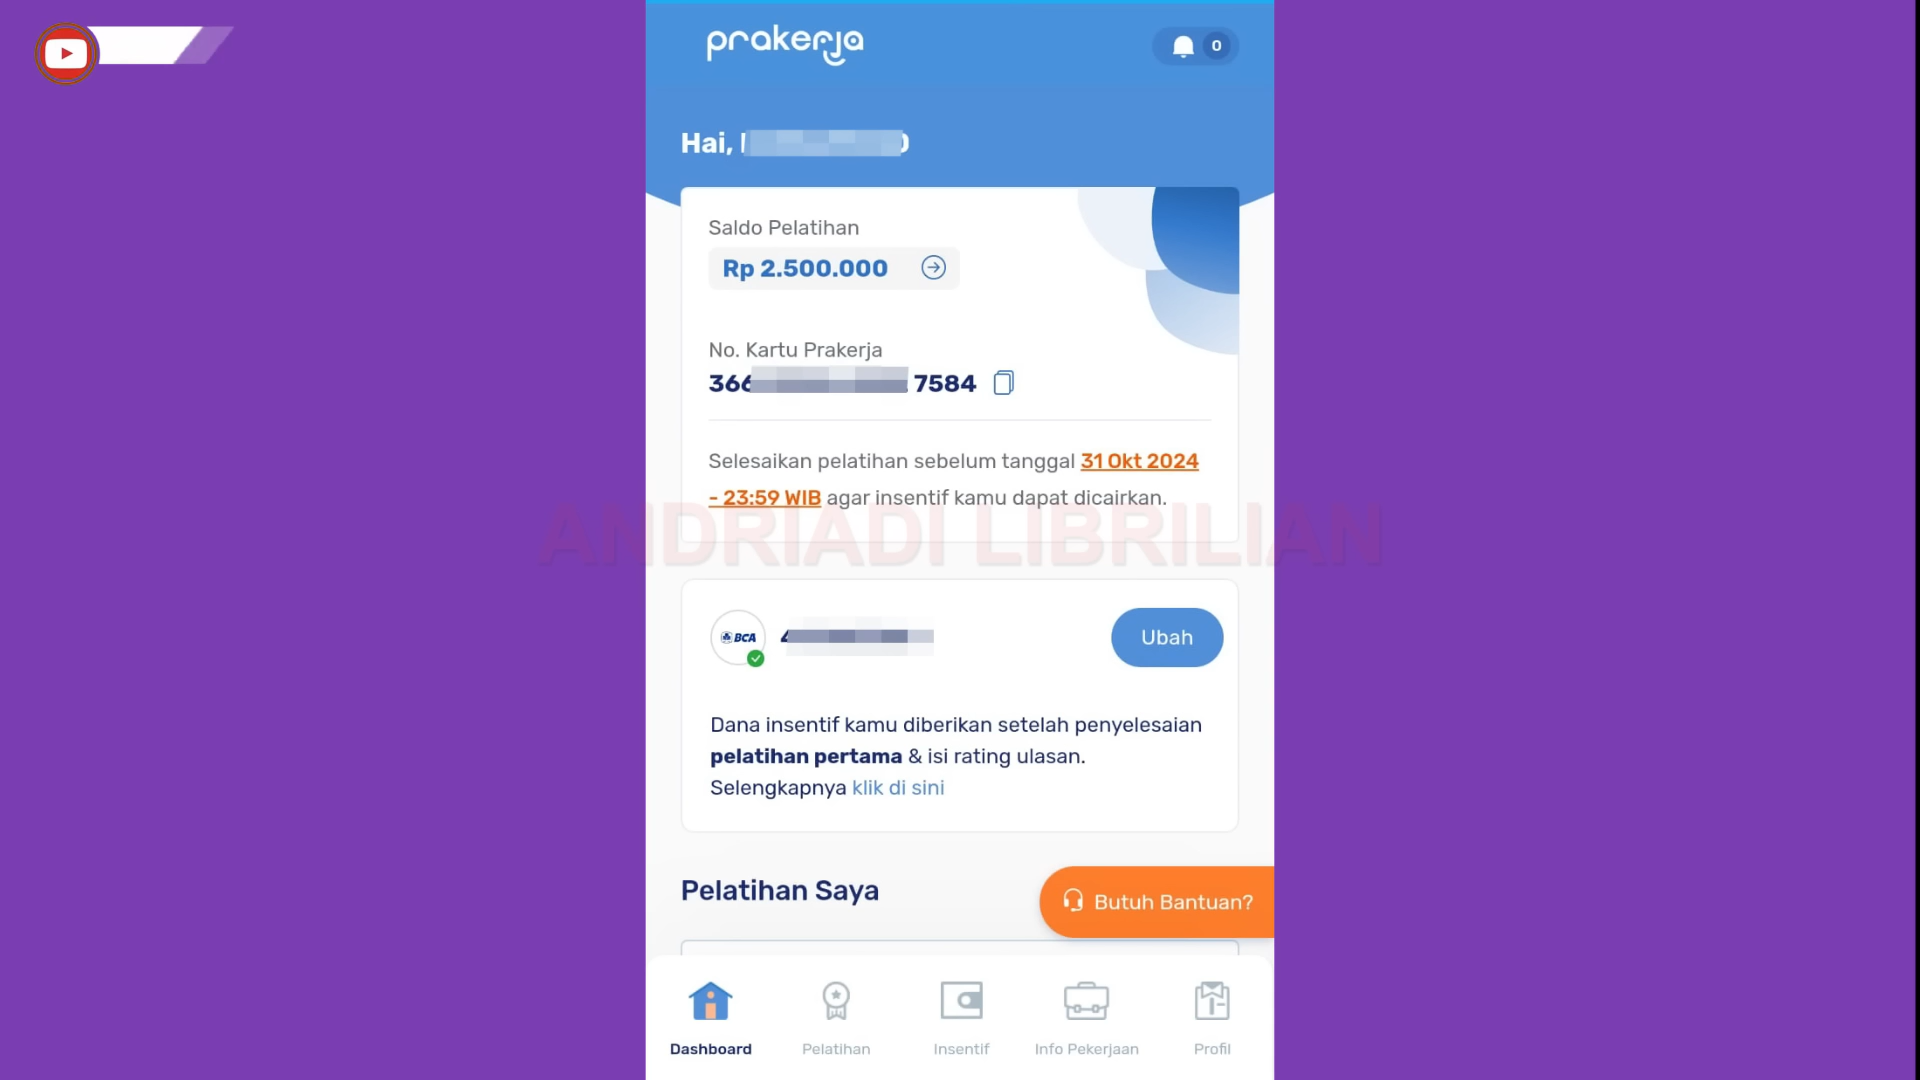 prakerja
0
Hai,
Saldo Pelatihan
Rp 2.500.000
No. Kartu Prakerja
366 7584
Selesaikan pelatihan sebelum tanggal 31 Okt 2024
- 23:59 WIB agar insentif kamu dapat dicairkan.
ANDRIADI LIBRILIAN
BCA
Ubah
Dana insentif kamu diberikan setelah penyelesaian
pelatihan pertama & isi rating ulasan.
Selengkapnya klik di sini
Pelatihan Saya
Butuh Bantuan?
Dashboard
Pelatihan
Insentif
Info Pekerjaan
Profil